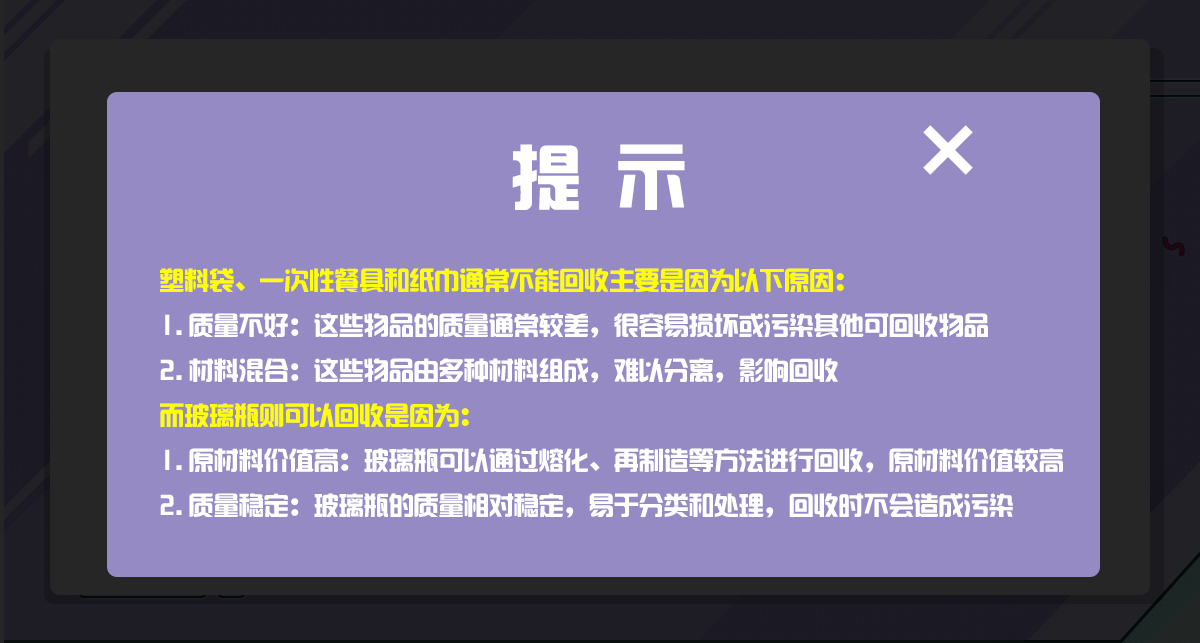 提 示
塑料袋、一次性餐具和纸巾通常不能回收主要是因为以下原因：
1. 质量不好：这些物品的质量通常较差，很容易损坏或污染其他可回收物品
2. 材料混合：这些物品由多种材料组成，难以分离，影响回收
而玻璃瓶则可以回收是因为：
1. 原材料价值高：玻璃瓶可以通过熔化、再制造等方法进行回收，原材料价值较高
2. 质量稳定：玻璃瓶的质量相对稳定，易于分类和处理，回收时不会造成污染